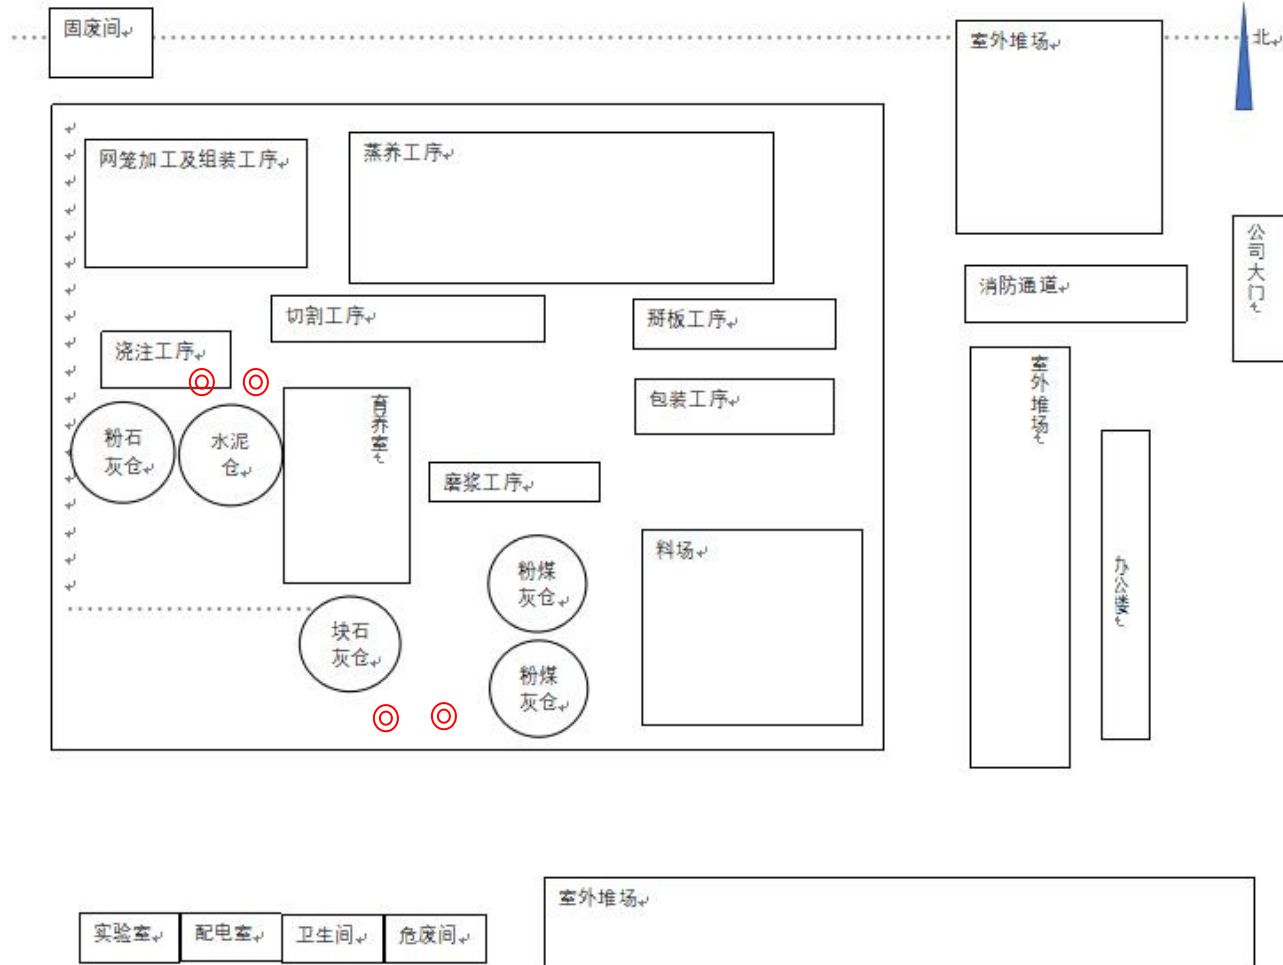 固废间
室外堆场
北
网笼加工及组装工序
蒸养工序
公司大门
消防通道
切割工序
掰板工序
浇注工序
室外堆场
包装工序
育养室
粉石
灰仓
水泥
仓
磨浆工序
料场
办公楼
粉煤
灰仓
块石
灰仓
粉煤
灰仓
室外堆场
实验室
配电室
卫生间
危废间